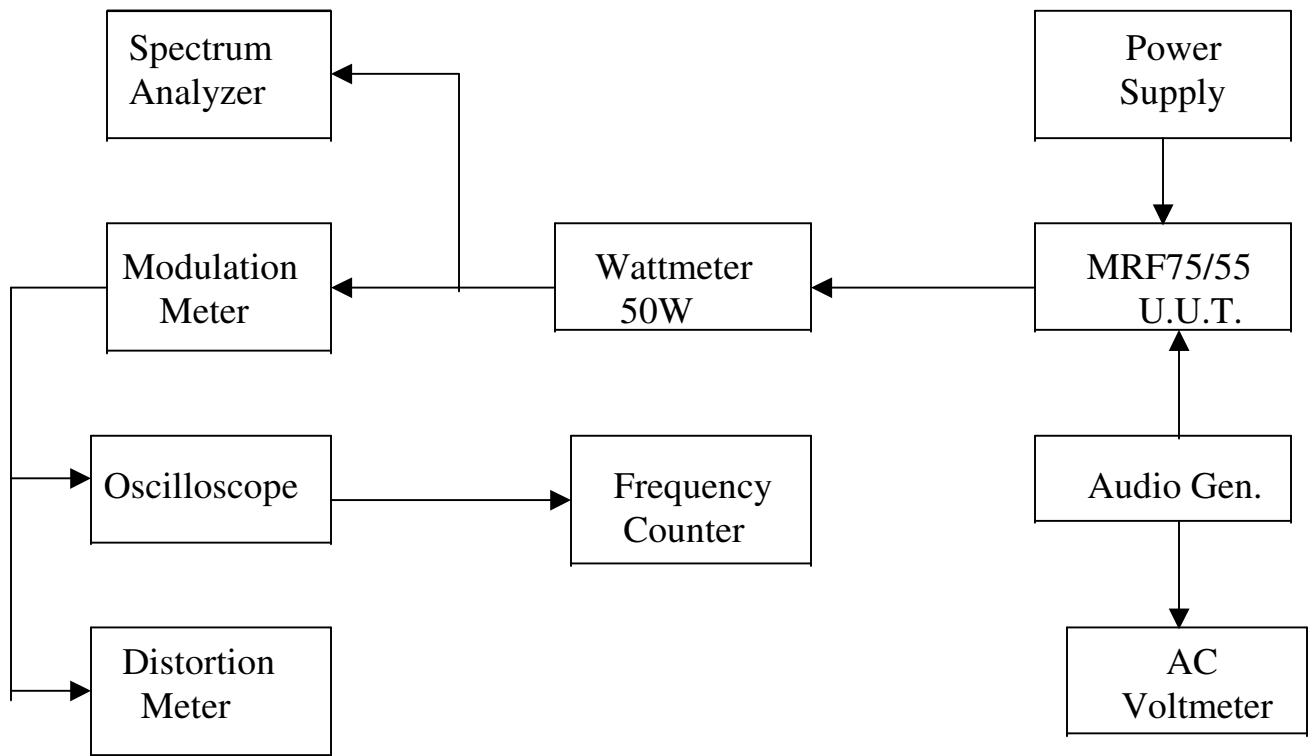 Spectrum
Analyzer
Power
Supply
Modulation
Meter
Wattmeter
50W
MRF75/55
U.U.T.
Oscilloscope
Frequency
Counter
Audio Gen.
Distortion
Meter
AC
Voltmeter